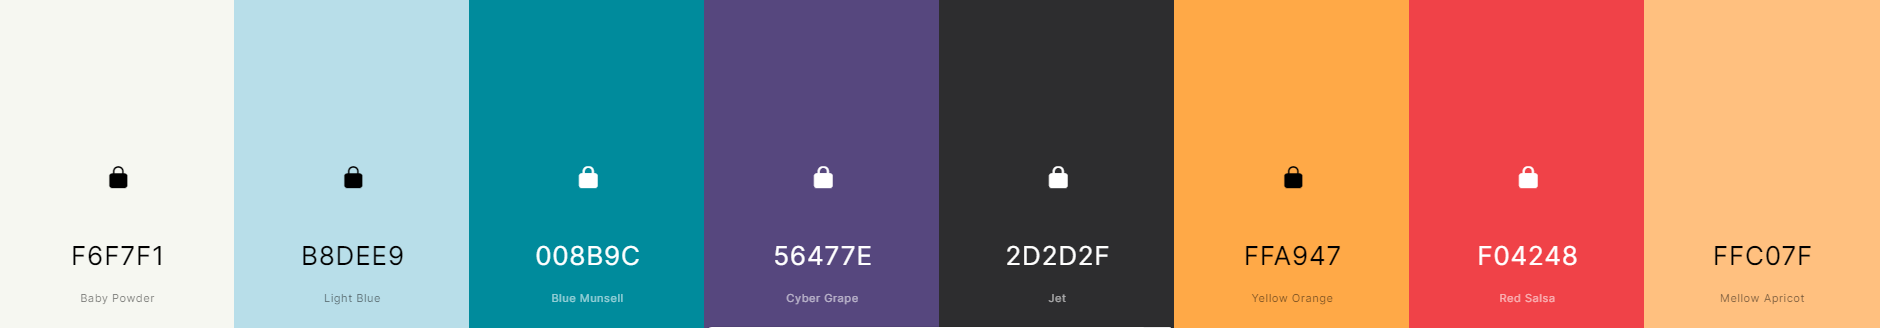 F6F7F1
Baby Powder
B8DEE9
Light Blue
008B9C
Blue Munsell
56477E
Cyber Grape
2D2D2F
Jet
FFA947
Yellow Orange
F04248
Red Salsa
FFC07F
Mellow Apricot